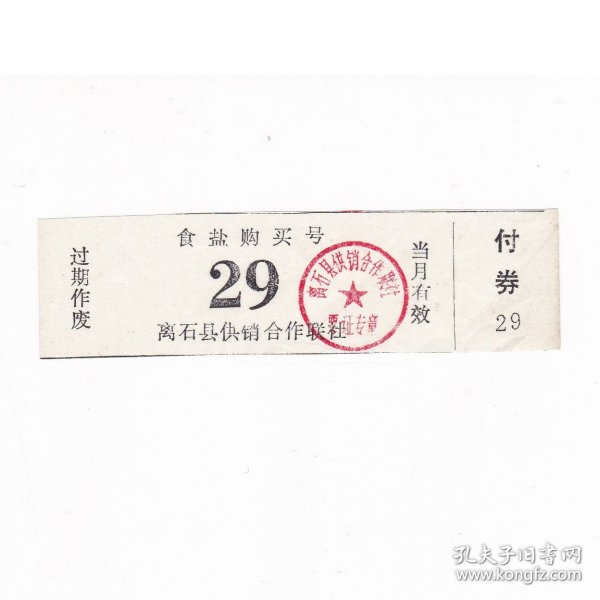 过期作废
食盐购买号
29
离石县供销合作联社
当月有效
离石县供销合作联社
票证专章
付券
29
孔夫子旧书网
www.kongfz.com